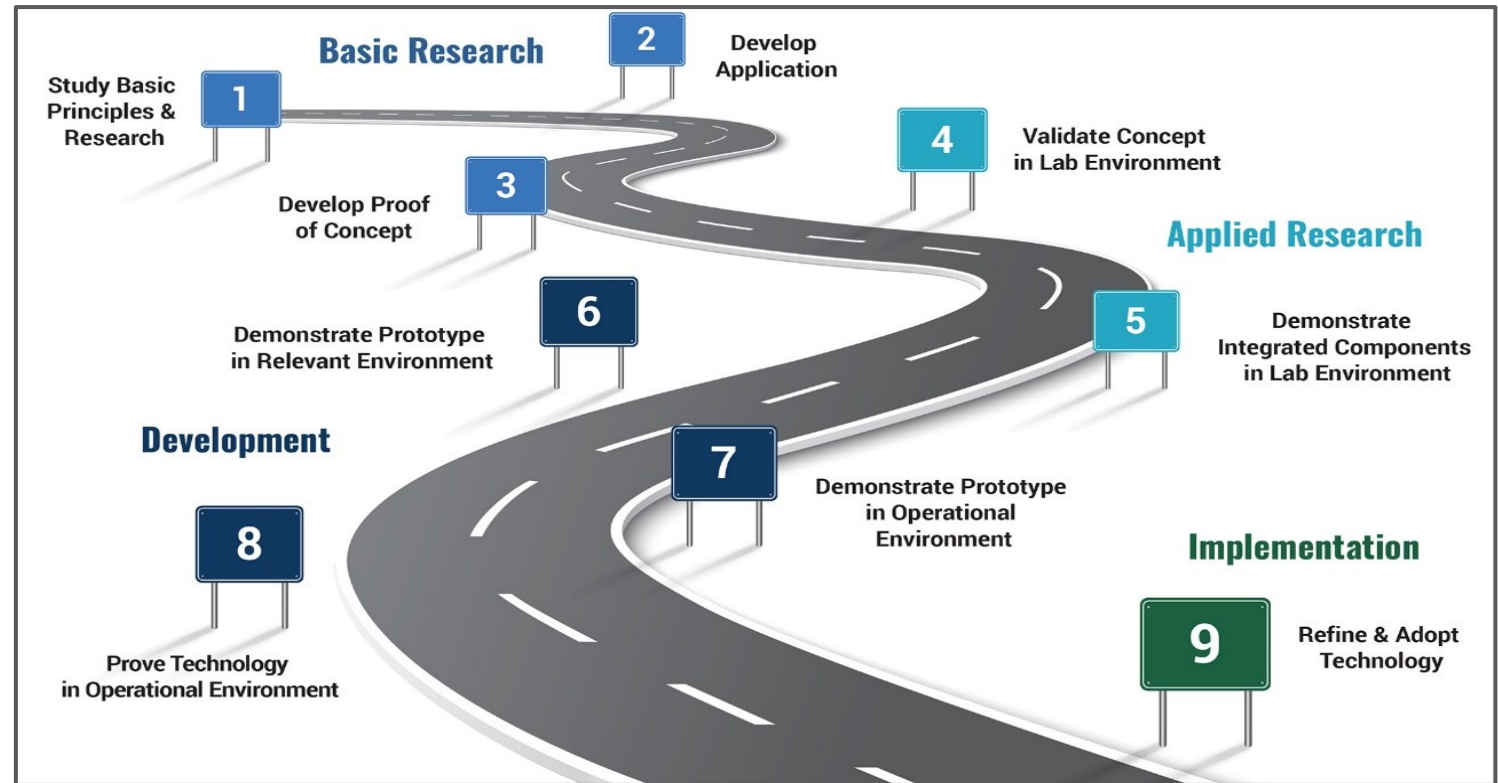 Basic Research
1
Study Basic
Principles &
Research
2
Develop
Application
3
Develop Proof
of Concept
4
Validate Concept
in Lab Environment
Applied Research
5
Demonstrate
Integrated Components
in Lab Environment
6
Demonstrate Prototype
in Relevant Environment
Development
7
Demonstrate Prototype
in Operational
Environment
8
Prove Technology
in Operational Environment
Implementation
9
Refine & Adopt
Technology